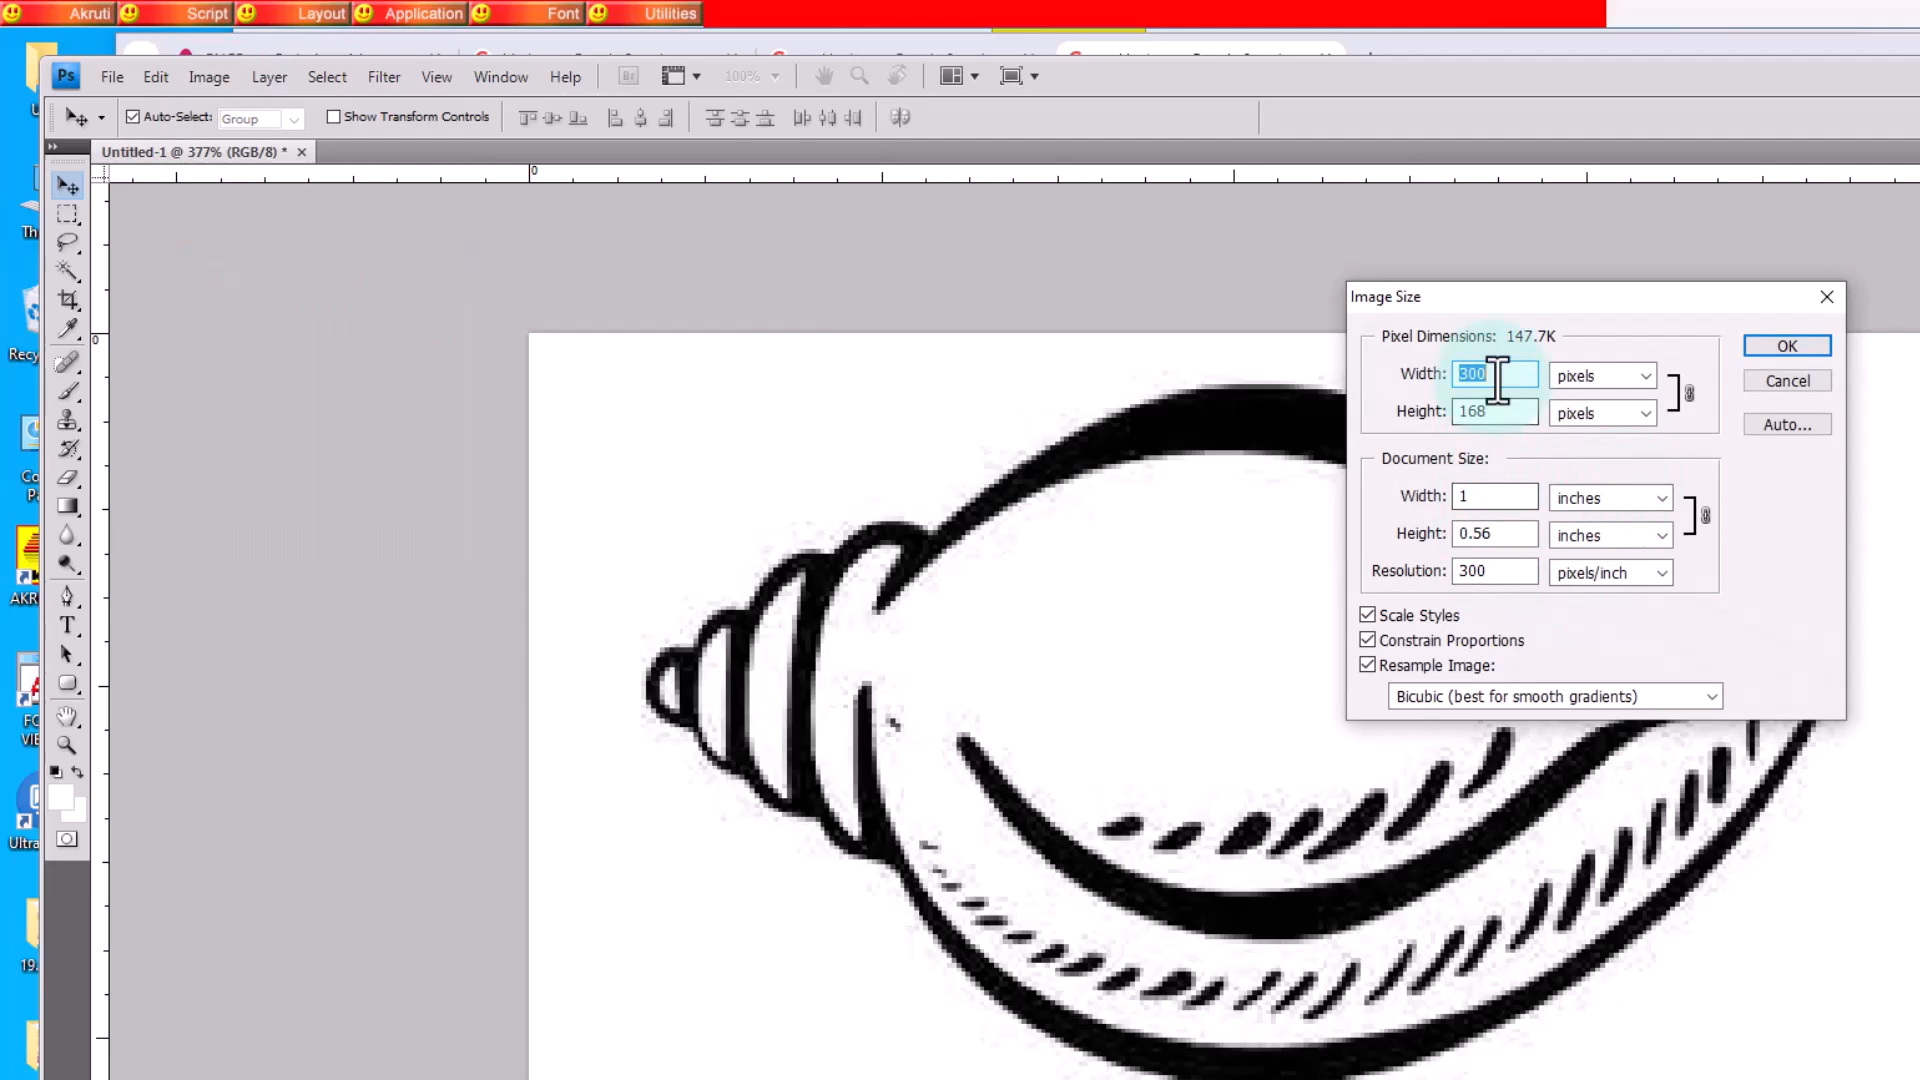 Akruti Script Layout Application Font Utilities
Ps File Edit Image Layer Select Filter View Window Help Br 100%
Auto-Select: Group Show Transform Controls
Untitled-1 @ 377% (RGB/8) * ×
0
0
Th
Recy
Co
P
AKR
FO
VIE
Ultra
19.
T
Image Size
Pixel Dimensions: 147.7K
Width: 300 pixels
Height: 168 pixels
OK
Cancel
Auto...
Document Size:
Width: 1 inches
Height: 0.56 inches
Resolution: 300 pixels/inch
Scale Styles
Constrain Proportions
Resample Image:
Bicubic (best for smooth gradients)